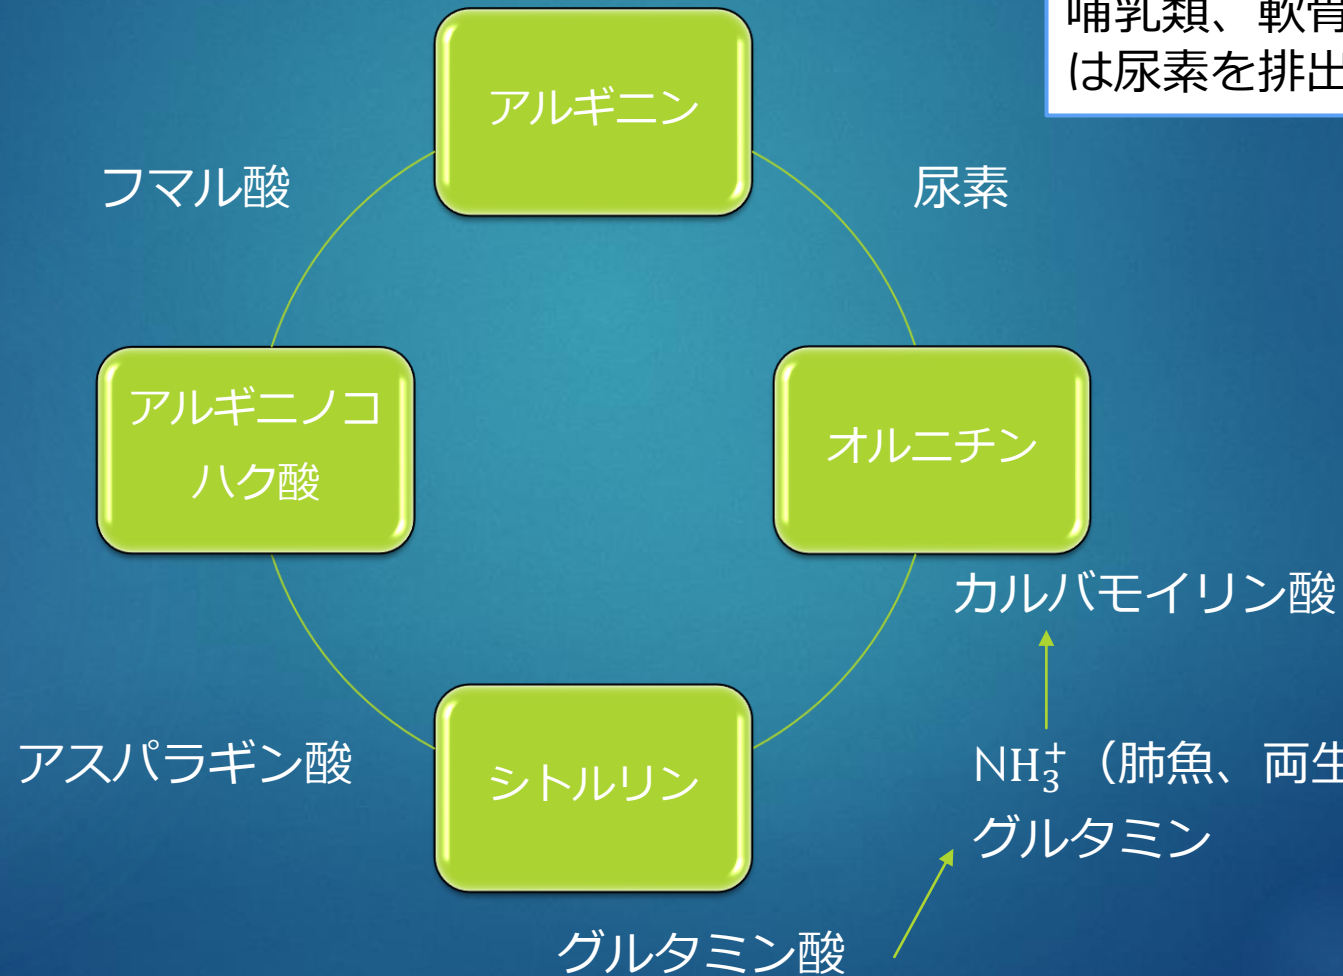 哺乳類、軟骨
は尿素を排出
アルギニン
フマル酸
尿素
アルギニノコ
ハク酸
オルニチン
カルバモイリン酸
アスパラギン酸
シトルリン
NH₃⁺（肺魚、両生
グルタミン
グルタミン酸